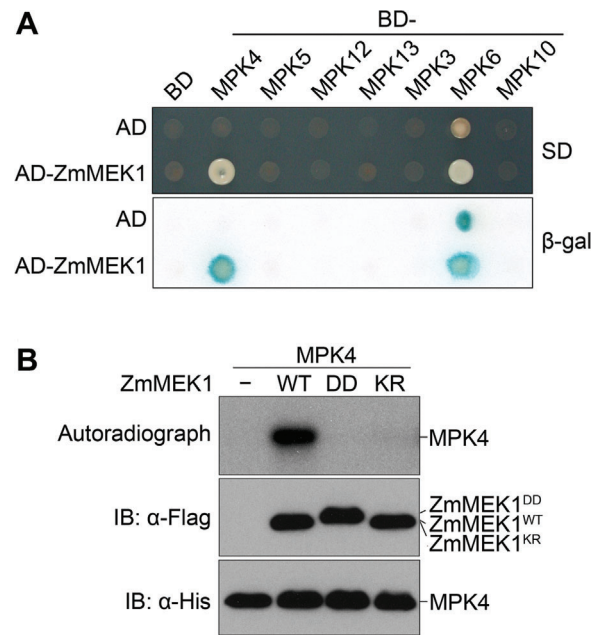 A
BD-
BD MPK4 MPK5 MPK12 MPK13 MPK3 MPK6 MPK10
AD
AD-ZmMEK1
SD
AD
AD-ZmMEK1
β-gal
B
MPK4
ZmMEK1 – WT DD KR
Autoradiograph MPK4
IB: α-Flag
ZmMEK1DD
ZmMEK1WT
ZmMEK1KR
IB: α-His MPK4